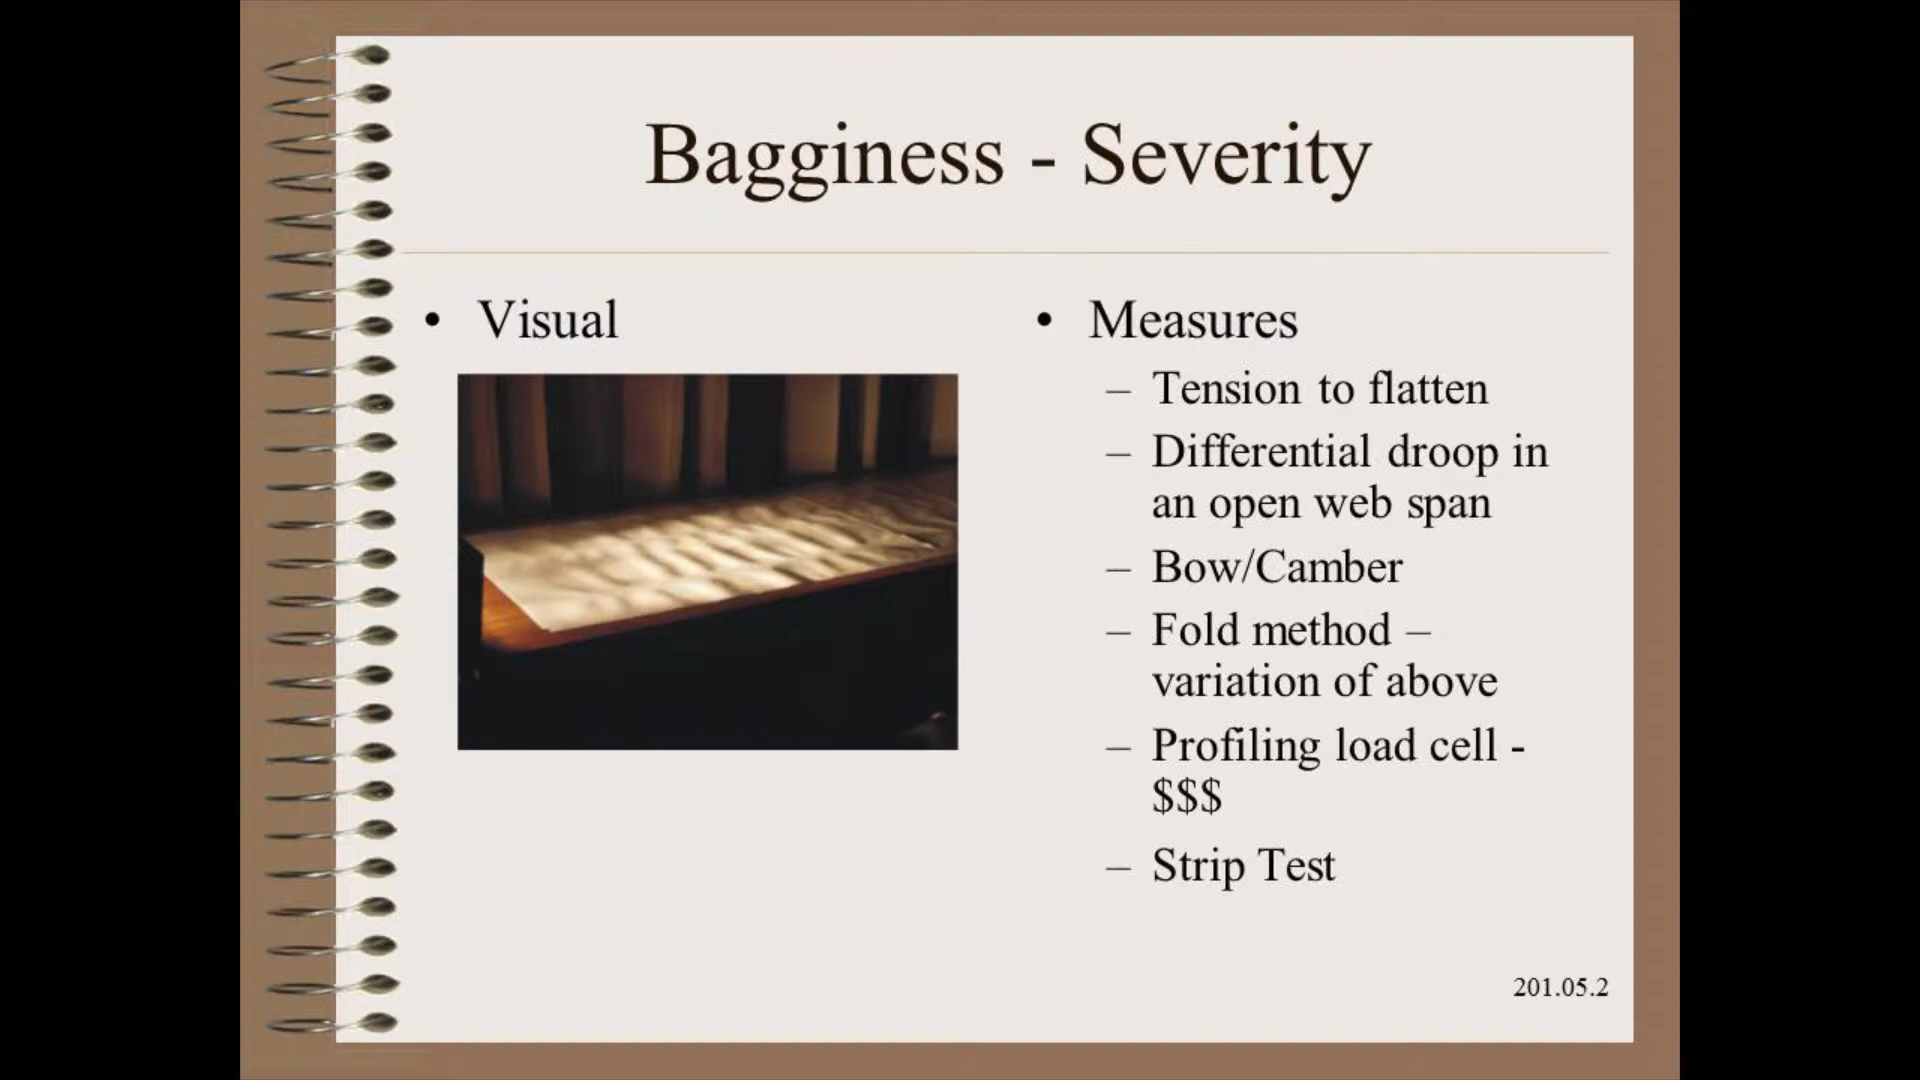 Bagginess - Severity
• Visual
• Measures
– Tension to flatten
– Differential droop in
an open web span
– Bow/Camber
– Fold method –
variation of above
– Profiling load cell -
$$$
– Strip Test
201.05.2